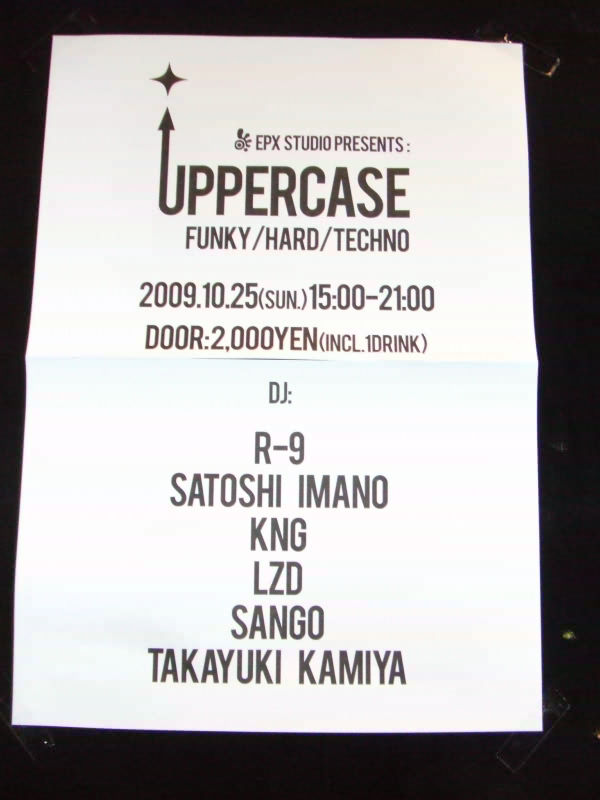 EPX STUDIO PRESENTS:
UPPERCASE
FUNKY/HARD/TECHNO
2009.10.25(SUN.)15:00-21:00
DOOR:2,000YEN(INCL.1DRINK)
DJ:
R-9
SATOSHI IMANO
KNG
LZD
SANGO
TAKAYUKI KAMIYA